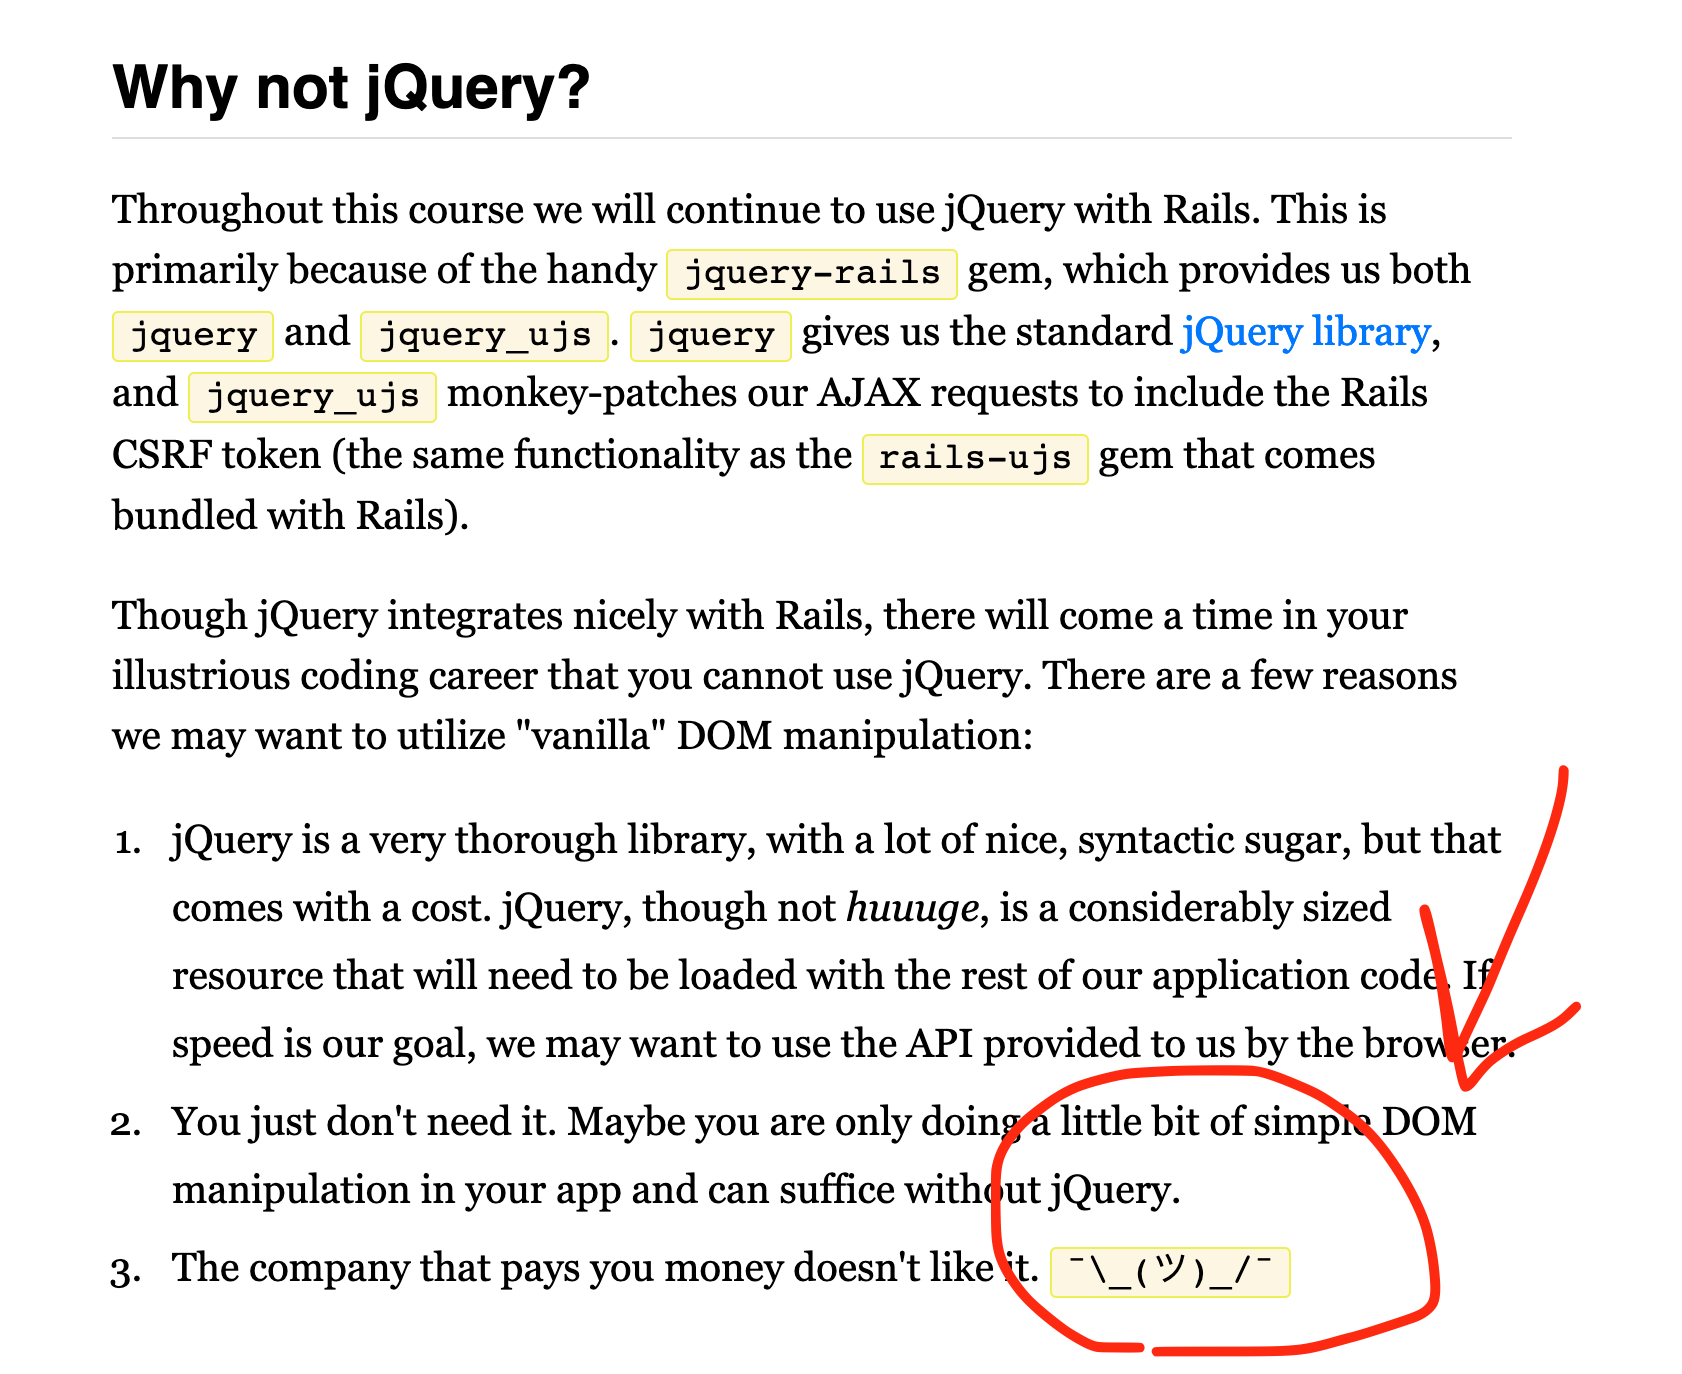 Why not jQuery?
Throughout this course we will continue to use jQuery with Rails. This is
primarily because of the handy jquery-rails gem, which provides us both
jquery and jquery_ujs. jquery gives us the standard jQuery library,
and jquery_ujs monkey-patches our AJAX requests to include the Rails
CSRF token (the same functionality as the rails-ujs gem that comes
bundled with Rails).
Though jQuery integrates nicely with Rails, there will come a time in your
illustrious coding career that you cannot use jQuery. There are a few reasons
we may want to utilize "vanilla" DOM manipulation:
1. jQuery is a very thorough library, with a lot of nice, syntactic sugar, but that
comes with a cost. jQuery, though not huuuge, is a considerably sized
resource that will need to be loaded with the rest of our application code. If
speed is our goal, we may want to use the API provided to us by the browser.
2. You just don't need it. Maybe you are only doing a little bit of simple DOM
manipulation in your app and can suffice without jQuery.
3. The company that pays you money doesn't like it. ¯\_(ツ)_/¯